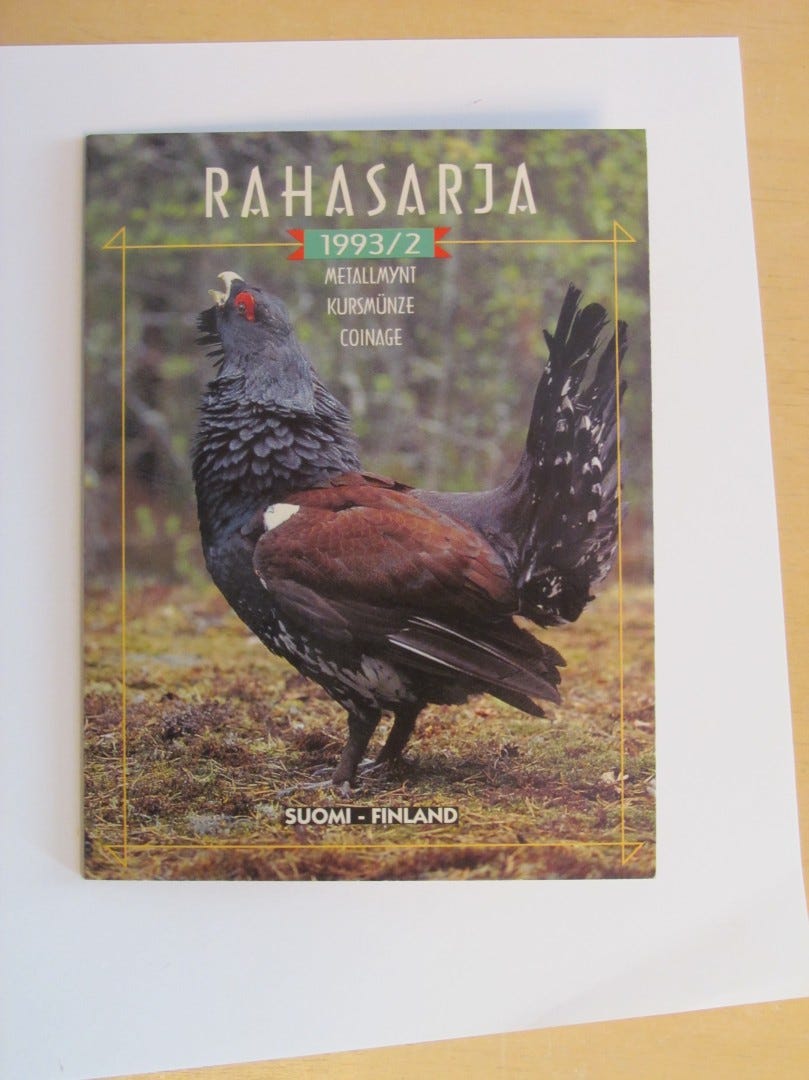 RAHASARJA
1993/2
METALLMYNT
KURSMÜNZE
COINAGE
SUOMI - FINLAND